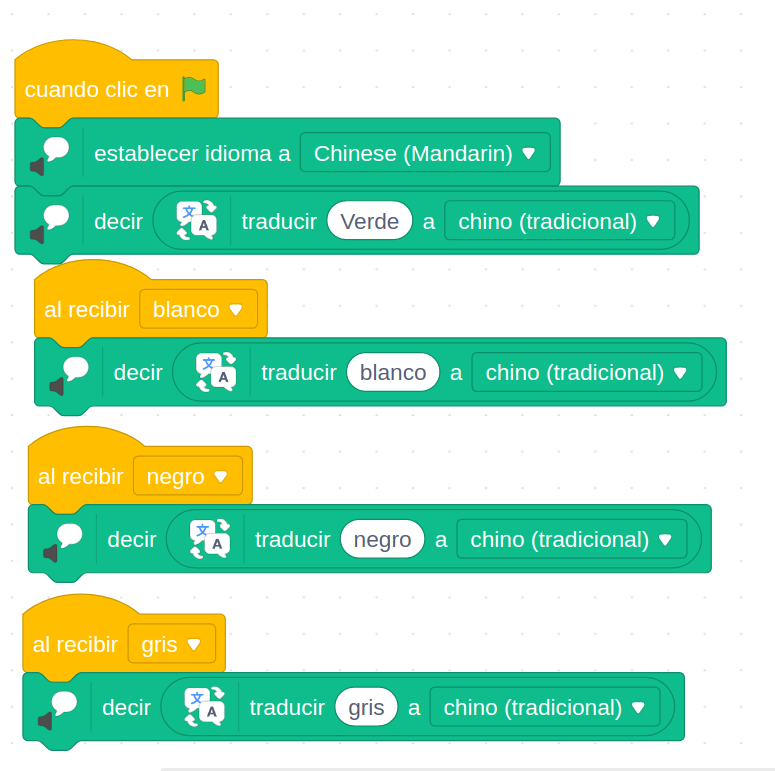 cuando clic en
establecer idioma a Chinese (Mandarin)
decir 文 A traducir Verde a chino (tradicional)
al recibir blanco
decir 文 A traducir blanco a chino (tradicional)
al recibir negro
decir 文 A traducir negro a chino (tradicional)
al recibir gris
decir 文 A traducir gris a chino (tradicional)